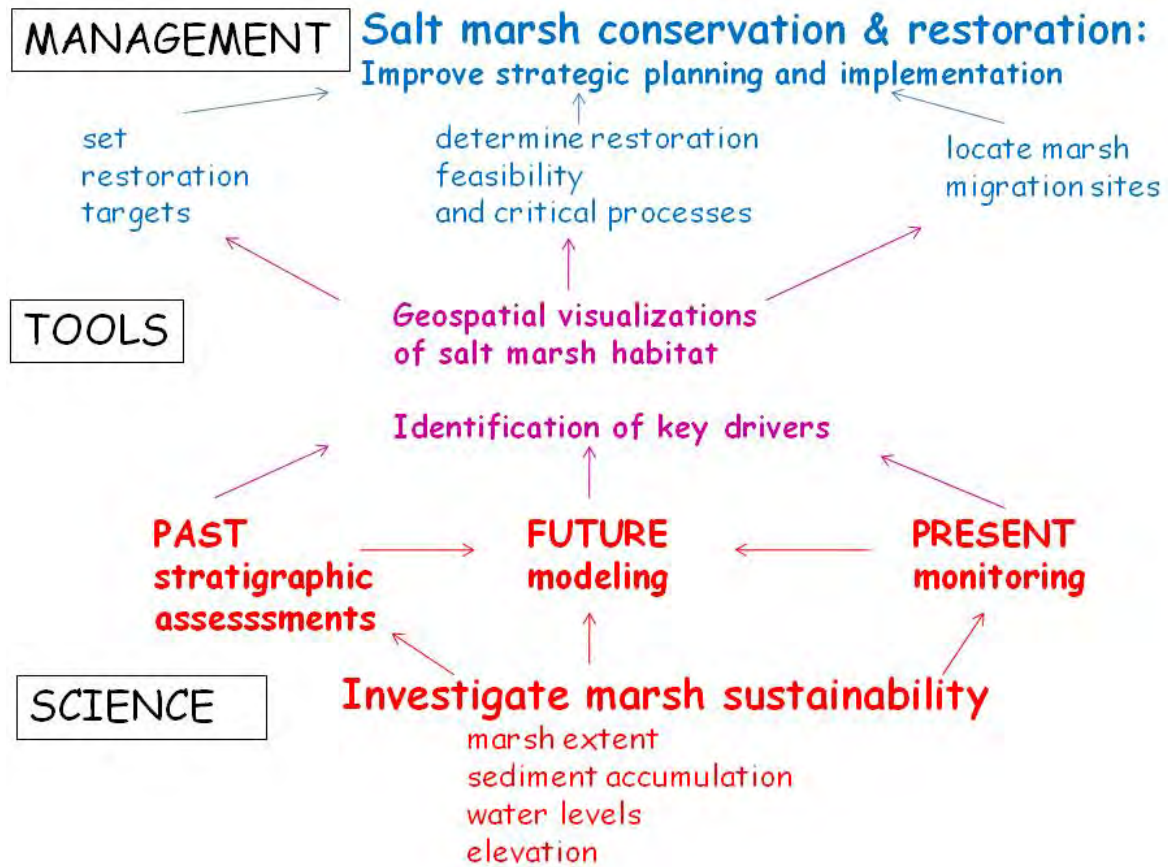 MANAGEMENT
Salt marsh conservation & restoration:
Improve strategic planning and implementation
set
restoration
targets
determine restoration
feasibility
and critical processes
locate marsh
migration sites
TOOLS
Geospatial visualizations
of salt marsh habitat
Identification of key drivers
PAST
stratigraphic
assesssments
FUTURE
modeling
PRESENT
monitoring
SCIENCE
Investigate marsh sustainability
marsh extent
sediment accumulation
water levels
elevation